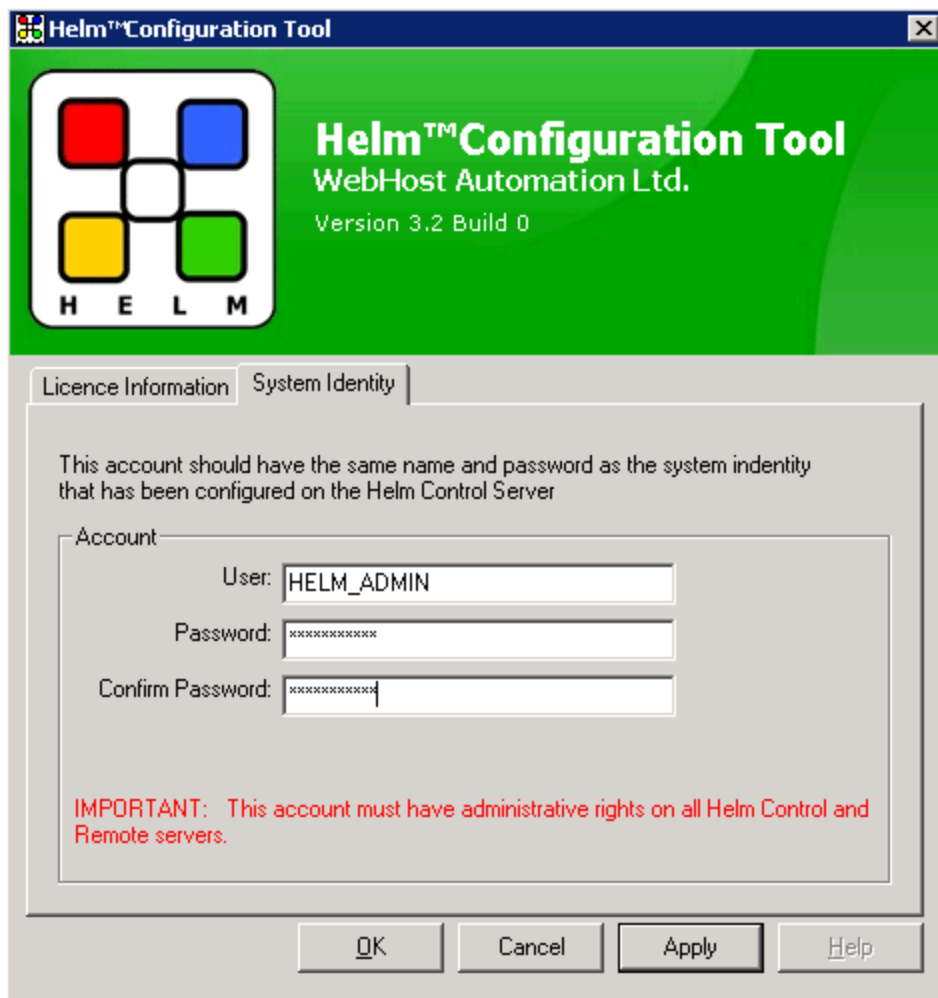 Helm™Configuration Tool
Helm™Configuration Tool
WebHost Automation Ltd.
Version 3.2 Build 0
H E L M
Licence Information
System Identity
This account should have the same name and password as the system indentity
that has been configured on the Helm Control Server
Account
User: HELM_ADMIN
Password: ***********
Confirm Password: ***********
IMPORTANT: This account must have administrative rights on all Helm Control and
Remote servers.
OK Cancel Apply Help